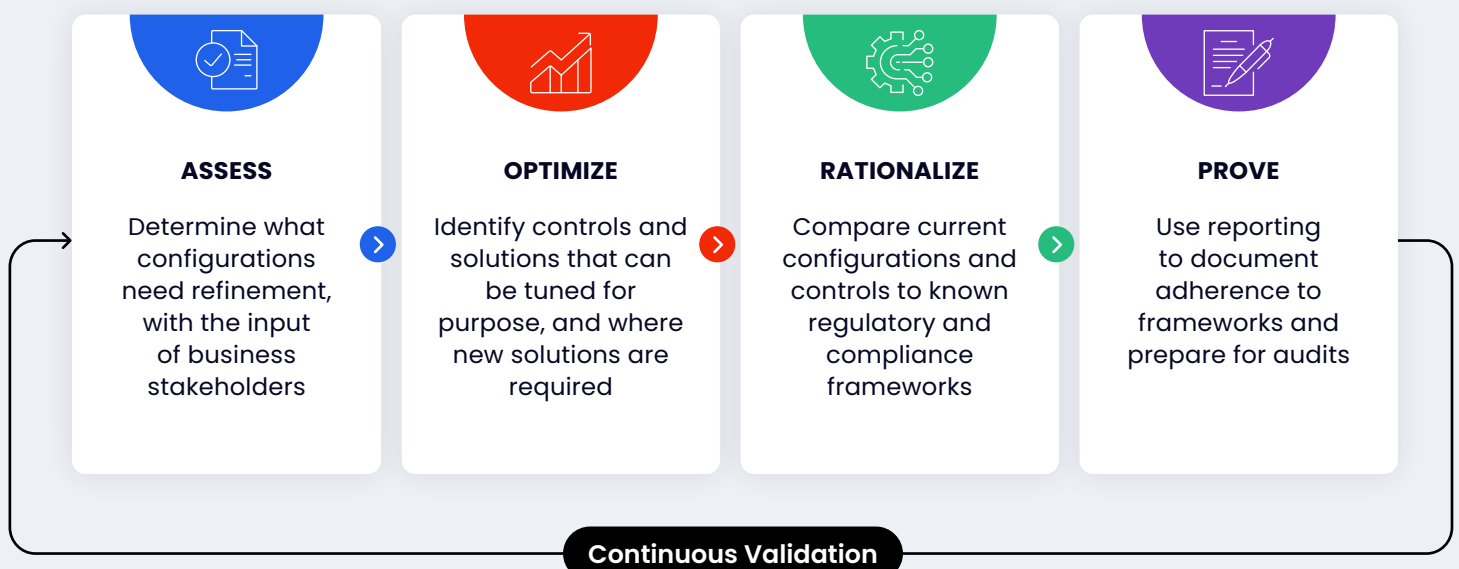 ASSESS
Determine what
configurations
need refinement,
with the input
of business
stakeholders
OPTIMIZE
Identify controls and
solutions that can
be tuned for
purpose, and where
new solutions are
required
RATIONALIZE
Compare current
configurations and
controls to known
regulatory and
compliance
frameworks
PROVE
Use reporting
to document
adherence to
frameworks and
prepare for audits
Continuous Validation